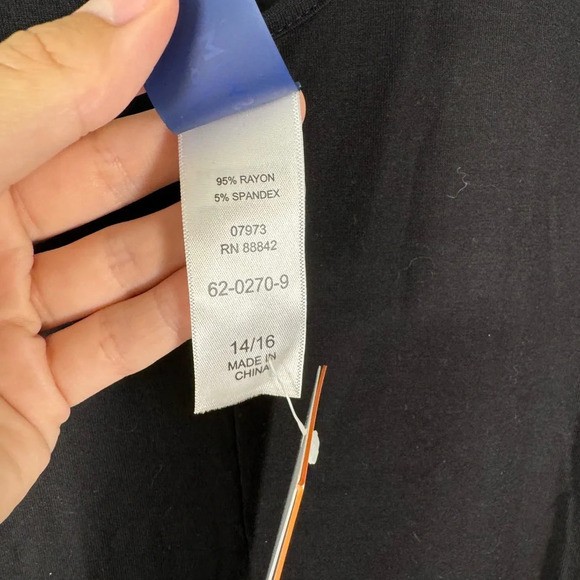 95% RAYON
5% SPANDEX
07973
RN 88842
62-0270-9
14/16
MADE IN
CHINA